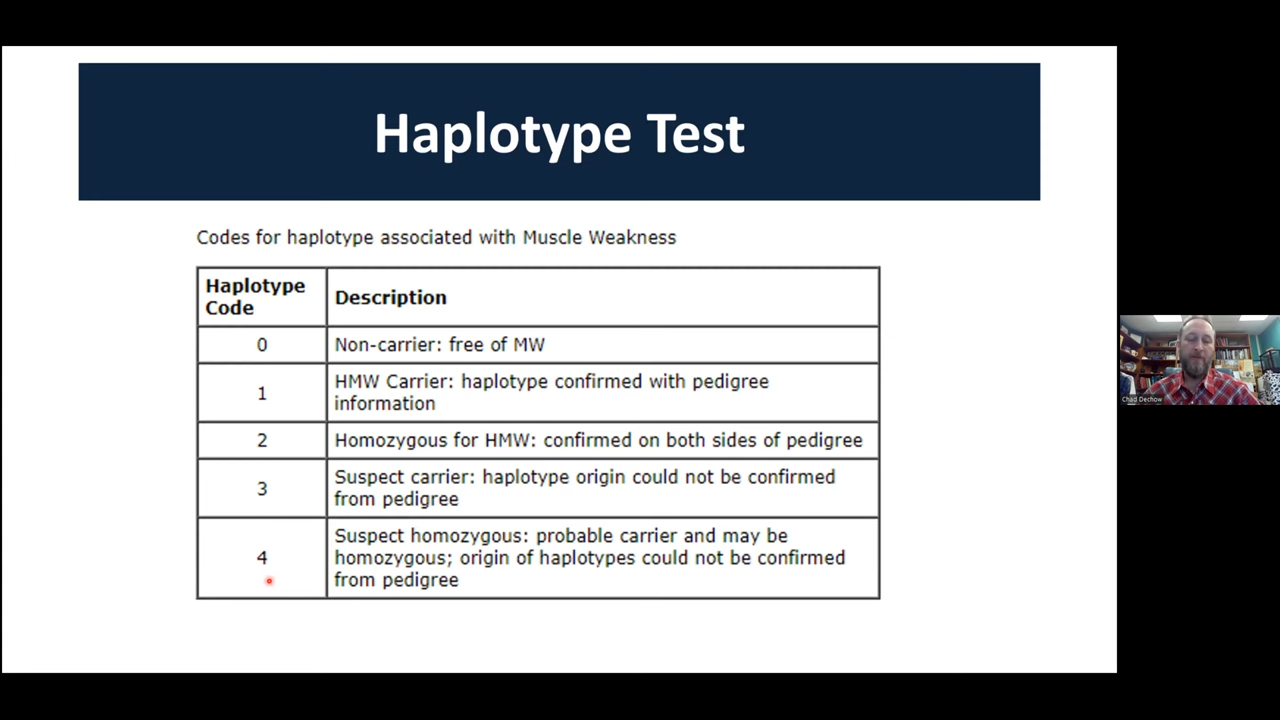 Haplotype Test
Codes for haplotype associated with Muscle Weakness
Haplotype
Code
Description
0
Non-carrier: free of MW
1
HMW Carrier: haplotype confirmed with pedigree
information
2
Homozygous for HMW: confirmed on both sides of pedigree
3
Suspect carrier: haplotype origin could not be confirmed
from pedigree
4
Suspect homozygous: probable carrier and may be
homozygous; origin of haplotypes could not be confirmed
from pedigree
Chad Dechow